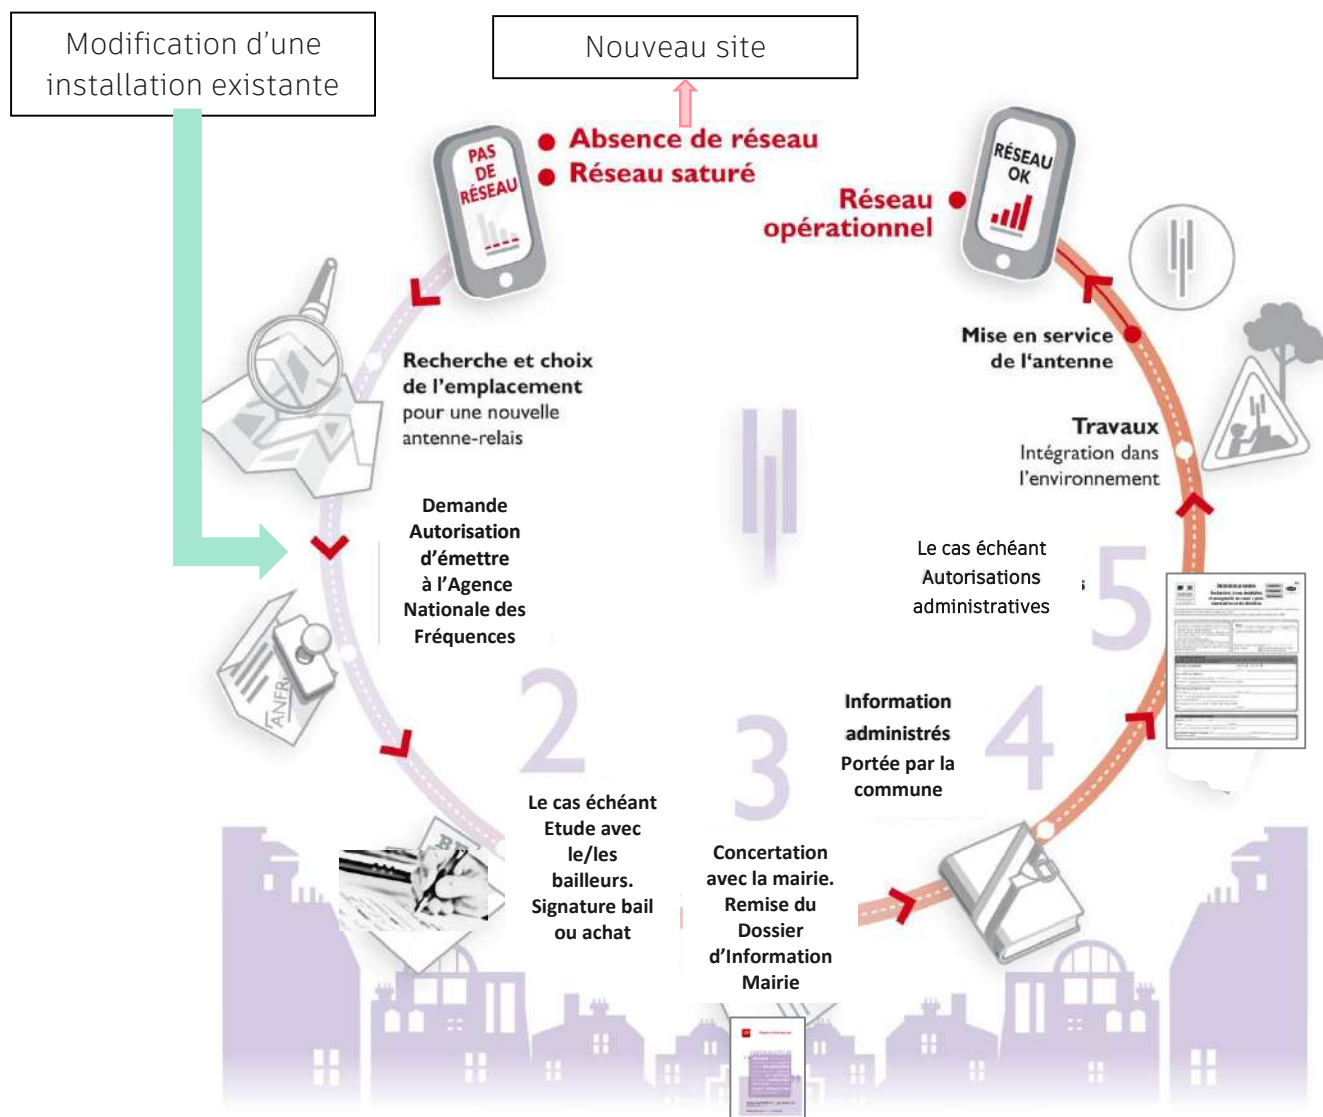 Modification d’une
installation existante
Nouveau site
Absence de réseau
Réseau saturé
PAS
DE
RÉSEAU
RÉSEAU
OK
Réseau
opérationnel
Recherche et choix
de l’emplacement
pour une nouvelle
antenne-relais
Mise en service
de l‘antenne
Travaux
Intégration dans
l’environnement
Demande
Autorisation
d’émettre
à l’Agence
Nationale des
Fréquences
ANFR
Le cas échéant
Autorisations
administratives
s
5
2
3
4
Information
administrés
Portée par la
commune
Le cas échéant
Etude avec
le/les
bailleurs.
Signature bail
ou achat
Concertation
avec la mairie.
Remise du
Dossier
d’Information
Mairie